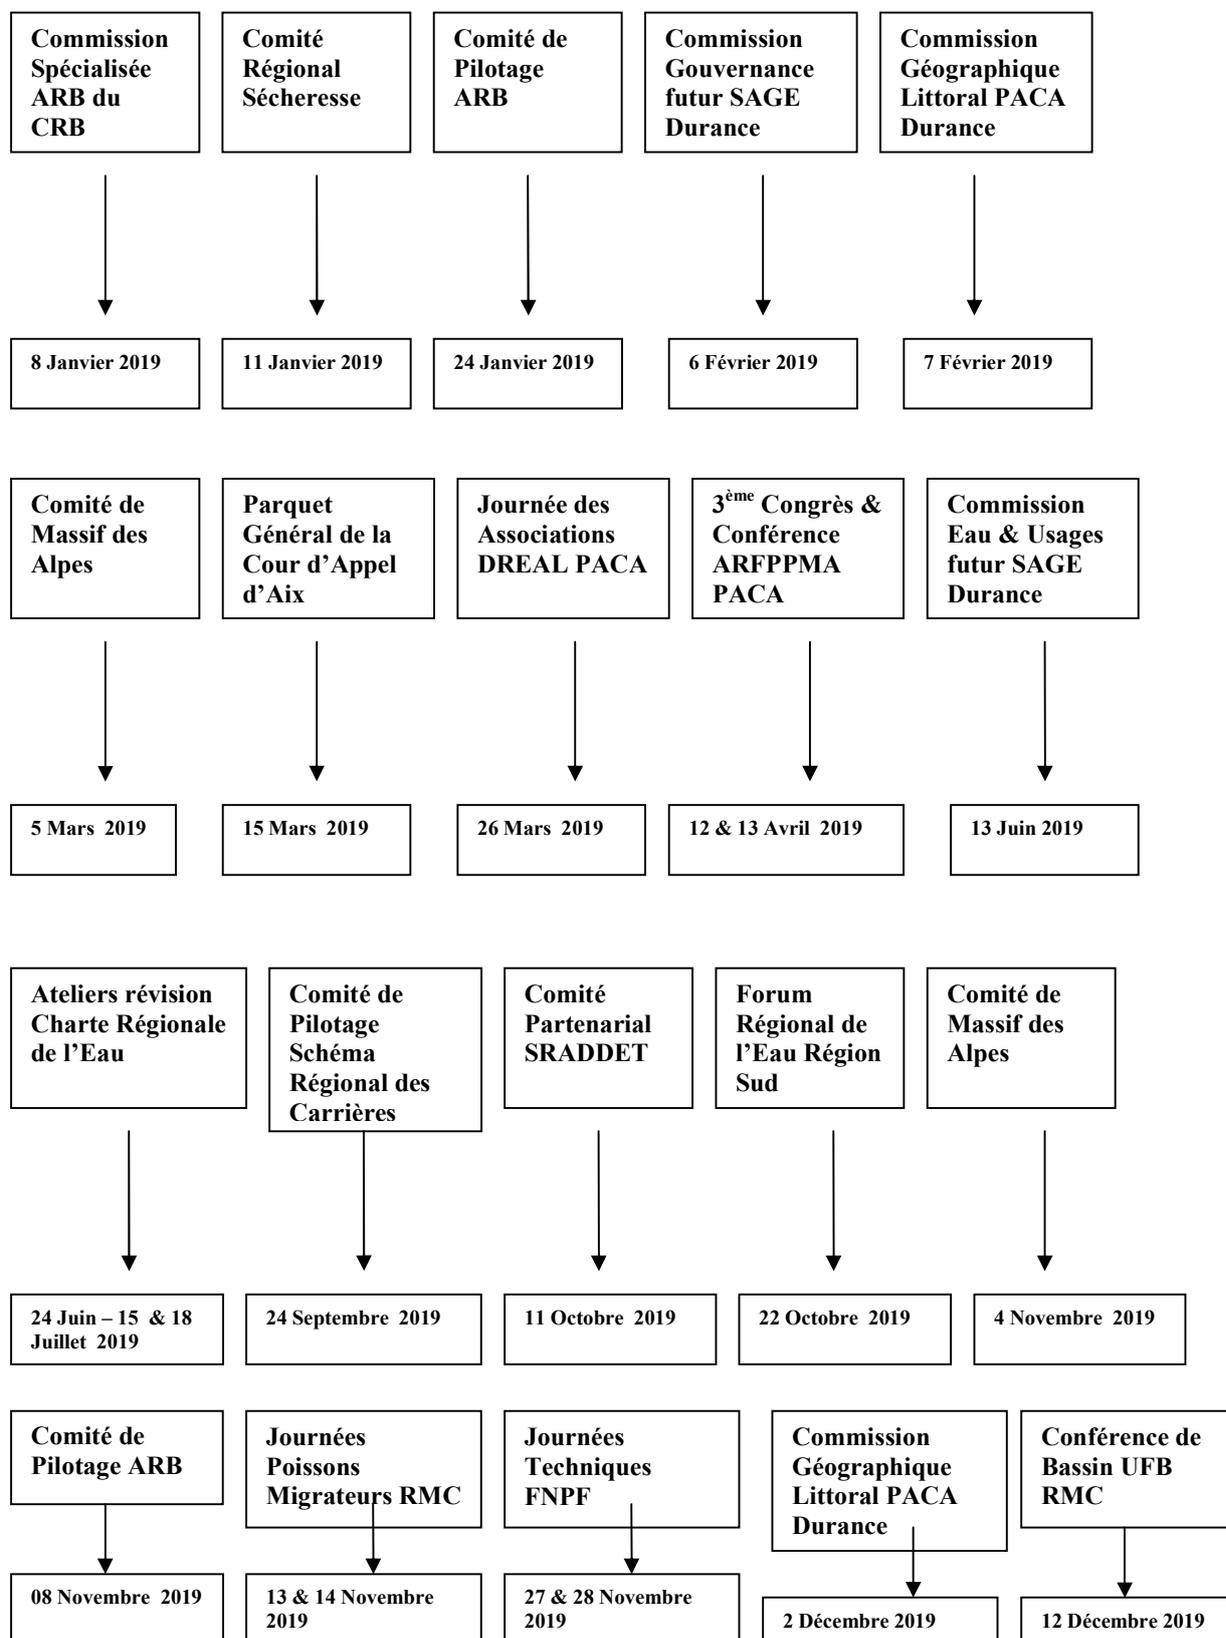 Commission
Spécialisée
ARB du
CRB
Comité
Régional
Sécheresse
Comité de
Pilotage
ARB
Commission
Gouvernance
futur SAGE
Durance
Commission
Géographique
Littoral PACA
Durance
8 Janvier 2019
11 Janvier 2019
24 Janvier 2019
6 Février 2019
7 Février 2019
Comité de
Massif des
Alpes
Parquet
Général de la
Cour d’Appel
d’Aix
Journée des
Associations
DREAL PACA
3ème Congrès &
Conférence
ARFPPMA
PACA
Commission
Eau & Usages
futur SAGE
Durance
5 Mars 2019
15 Mars 2019
26 Mars 2019
12 & 13 Avril 2019
13 Juin 2019
Ateliers révision
Charte Régionale
de l’Eau
Comité de
Pilotage
Schéma
Régional des
Carrières
Comité
Partenarial
SRADDET
Forum
Régional de
l’Eau Région
Sud
Comité de
Massif des
Alpes
24 Juin – 15 & 18
Juillet 2019
24 Septembre 2019
11 Octobre 2019
22 Octobre 2019
4 Novembre 2019
Comité de
Pilotage ARB
Journées
Poissons
Migrateurs RMC
Journées
Techniques
FNPF
Commission
Géographique
Littoral PACA
Durance
Conférence de
Bassin UFB
RMC
08 Novembre 2019
13 & 14 Novembre
2019
27 & 28 Novembre
2019
2 Décembre 2019
12 Décembre 2019